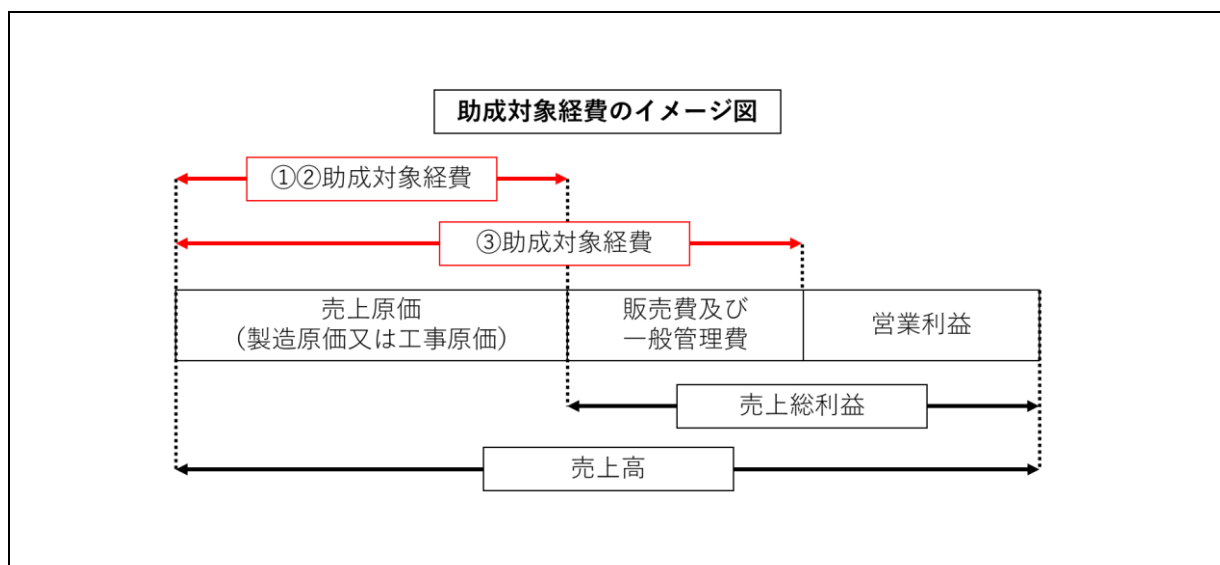 助成対象経費のイメージ図
①②助成対象経費
③助成対象経費
売上原価
（製造原価又は工事原価）
販売費及び
一般管理費
営業利益
売上総利益
売上高